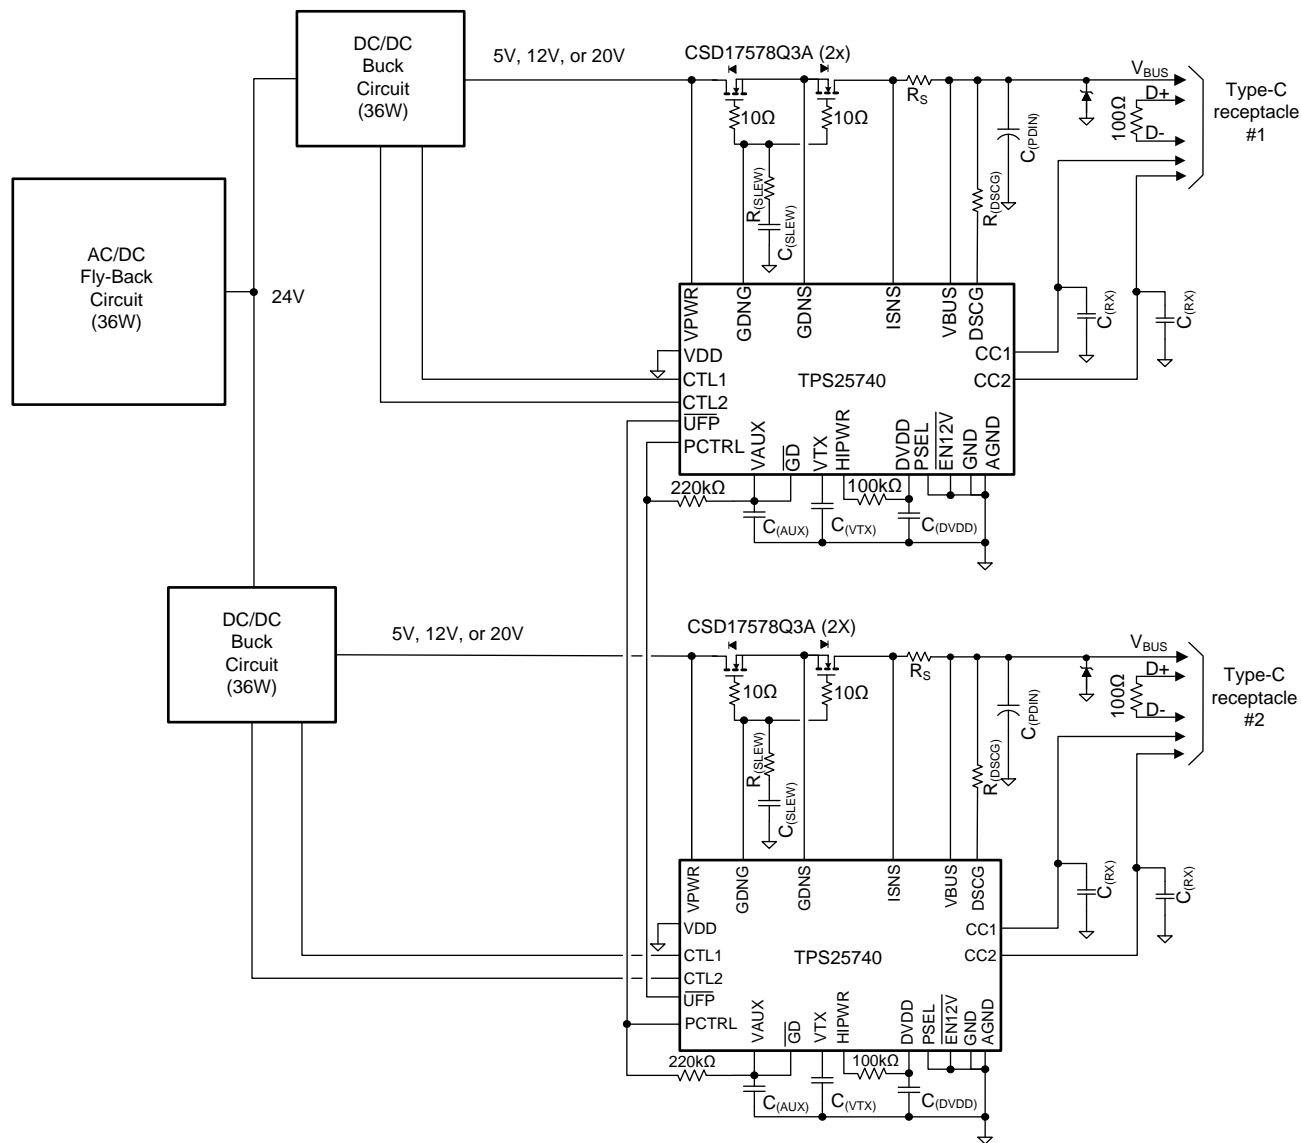 DC/DC
Buck
Circuit
(36W)
5V, 12V, or 20V
CSD17578Q3A (2x)
10Ω
10Ω
R(SLEW)
C(SLEW)
RS
R(DSCG)
C(PDIN)
VBUS
D+
D-
100Ω
Type-C
receptacle
#1
AC/DC
Fly-Back
Circuit
(36W)
24V
VPWR
GDNG
GDNS
ISNS
VBUS
DSCG
VDD
CTL1
CTL2
UFP
PCTRL
TPS25740
CC1
CC2
C(RX)
C(RX)
VAUX
GD
VTX
HIPWR
DVDD
PSEL
EN12V
GND
AGND
220kΩ
100kΩ
C(AUX)
C(VTX)
C(DVDD)
DC/DC
Buck
Circuit
(36W)
5V, 12V, or 20V
CSD17578Q3A (2X)
10Ω
10Ω
R(SLEW)
C(SLEW)
RS
R(DSCG)
C(PDIN)
VBUS
D+
D-
100Ω
Type-C
receptacle
#2
VPWR
GDNG
GDNS
ISNS
VBUS
DSCG
VDD
CTL1
CTL2
UFP
PCTRL
TPS25740
CC1
CC2
C(RX)
C(RX)
VAUX
GD
VTX
HIPWR
DVDD
PSEL
EN12V
GND
AGND
220kΩ
100kΩ
C(AUX)
C(VTX)
C(DVDD)